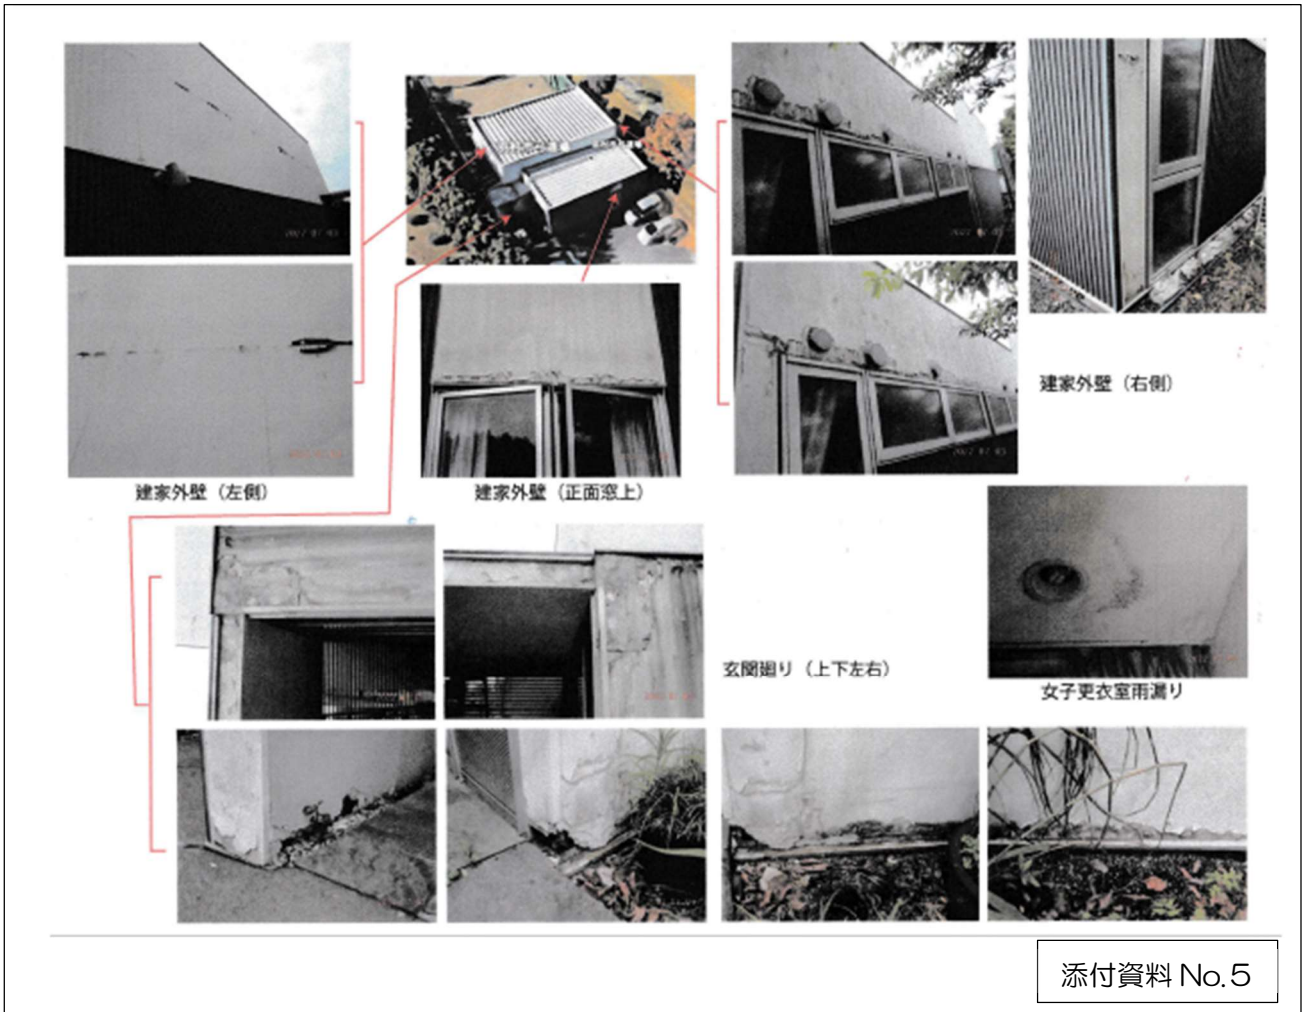 建家外壁（右側）
建家外壁（左側）
建家外壁（正面窓上）
玄関廻り（上下左右）
女子更衣室雨漏り
添付資料 No.5